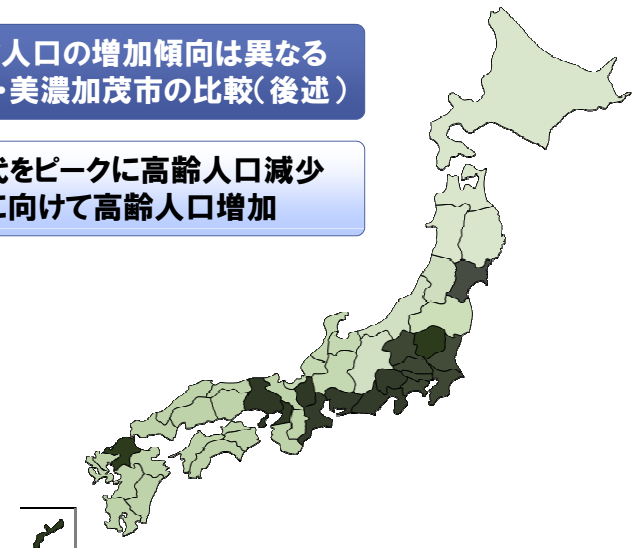 人口の増加傾向は異なる
・美濃加茂市の比較（後述）
をピークに高齢人口減少
に向けて高齢人口増加